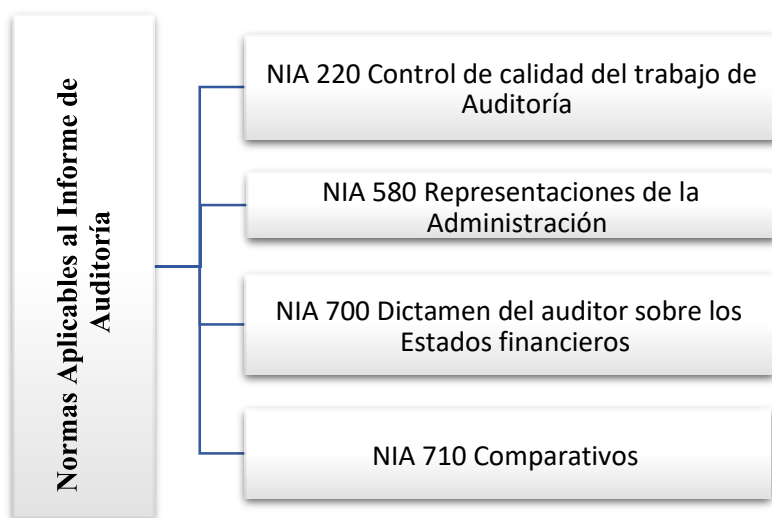 Normas Aplicables al Informe de
Auditoría
NIA 220 Control de calidad del trabajo de
Auditoría
NIA 580 Representaciones de la
Administración
NIA 700 Dictamen del auditor sobre los
Estados financieros
NIA 710 Comparativos